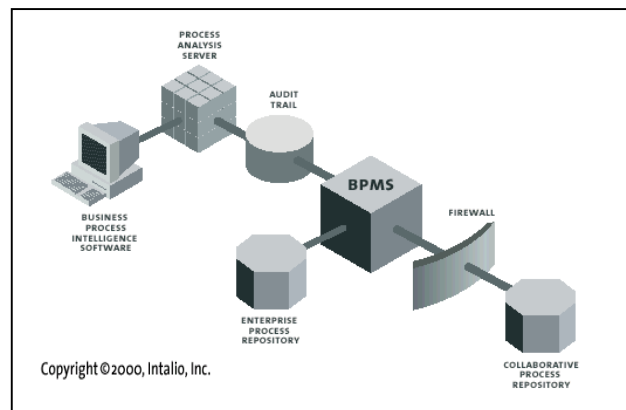 PROCESS
ANALYSIS
SERVER
AUDIT
TRAIL
BPMS
FIREWALL
BUSINESS
PROCESS
INTELLIGENCE
SOFTWARE
ENTERPRISE
PROCESS
REPOSITORY
COLLABORATIVE
PROCESS
REPOSITORY
Copyright ©2000, Intalio, Inc.